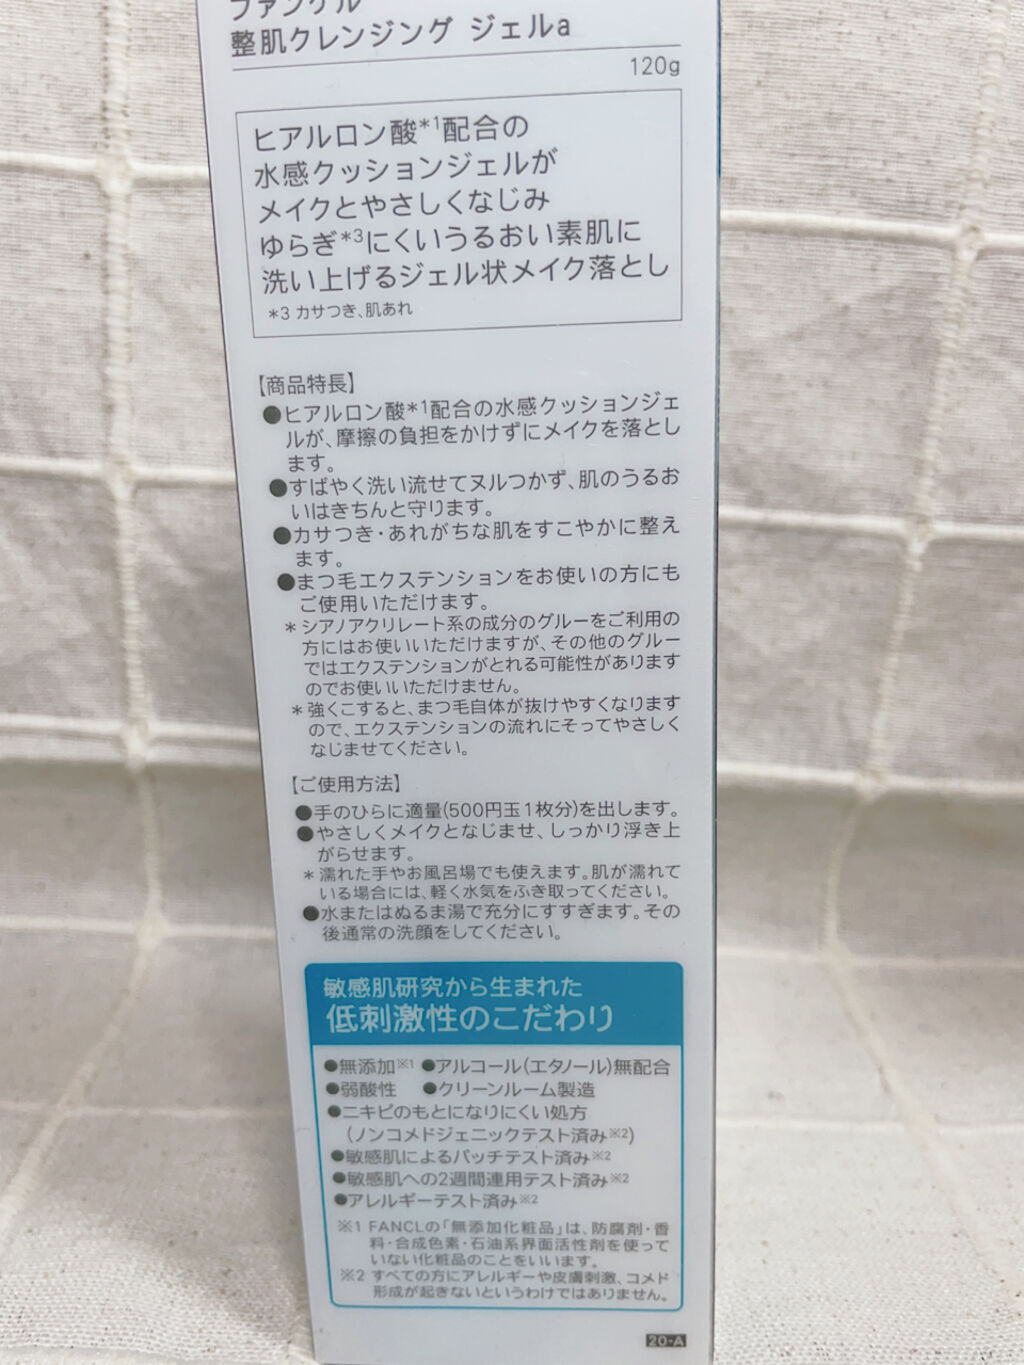 ファンケル
整肌クレンジング ジェルa
120g
ヒアルロン酸*1配合の
水感クッションジェルが
メイクとやさしくなじみ
ゆらぎ*3にくいうるおい素肌に
洗い上げるジェル状メイク落とし
*3 カサつき、肌あれ
【商品特長】
●ヒアルロン酸*1配合の水感クッションジェ
ルが、摩擦の負担をかけずにメイクを落とし
ます。
●すばやく洗い流せてヌルつかず、肌のうるお
いはきちんと守ります。
●カサつき・あれがちな肌をすこやかに整え
ます。
●まつ毛エクステンションをお使いの方にも
ご使用いただけます。
*シアノアクリレート系の成分のグルーをご利用の
方にはお使いいただけますが、その他のグルー
ではエクステンションがとれる可能性があります
のでお使いいただけません。
*強くこすると、まつ毛自体が抜けやすくなります
ので、エクステンションの流れにそってやさしく
なじませてください。
【ご使用方法】
●手のひらに適量(500円玉1枚分)を出します。
●やさしくメイクとなじませ、しっかり浮き上
がらせます。
*濡れた手やお風呂場でも使えます。肌が濡れて
いる場合には、軽く水気をふき取ってください。
●水またはぬるま湯で充分にすすぎます。その
後通常の洗顔をしてください。
敏感肌研究から生まれた
低刺激性のこだわり
●無添加※1 ●アルコール(エタノール)無配合
●弱酸性 ●クリーンルーム製造
●ニキビのもとになりにくい処方
(ノンコメドジェニックテスト済み※2)
●敏感肌によるパッチテスト済み※2
●敏感肌への2週間連用テスト済み※2
●アレルギーテスト済み※2
※1 FANCLの「無添加化粧品」は、防腐剤・香
料・合成色素・石油系界面活性剤を使って
いない化粧品のことをいいます。
※2 すべての方にアレルギーや皮膚刺激、コメド
形成が起きないというわけではありません。
20-A